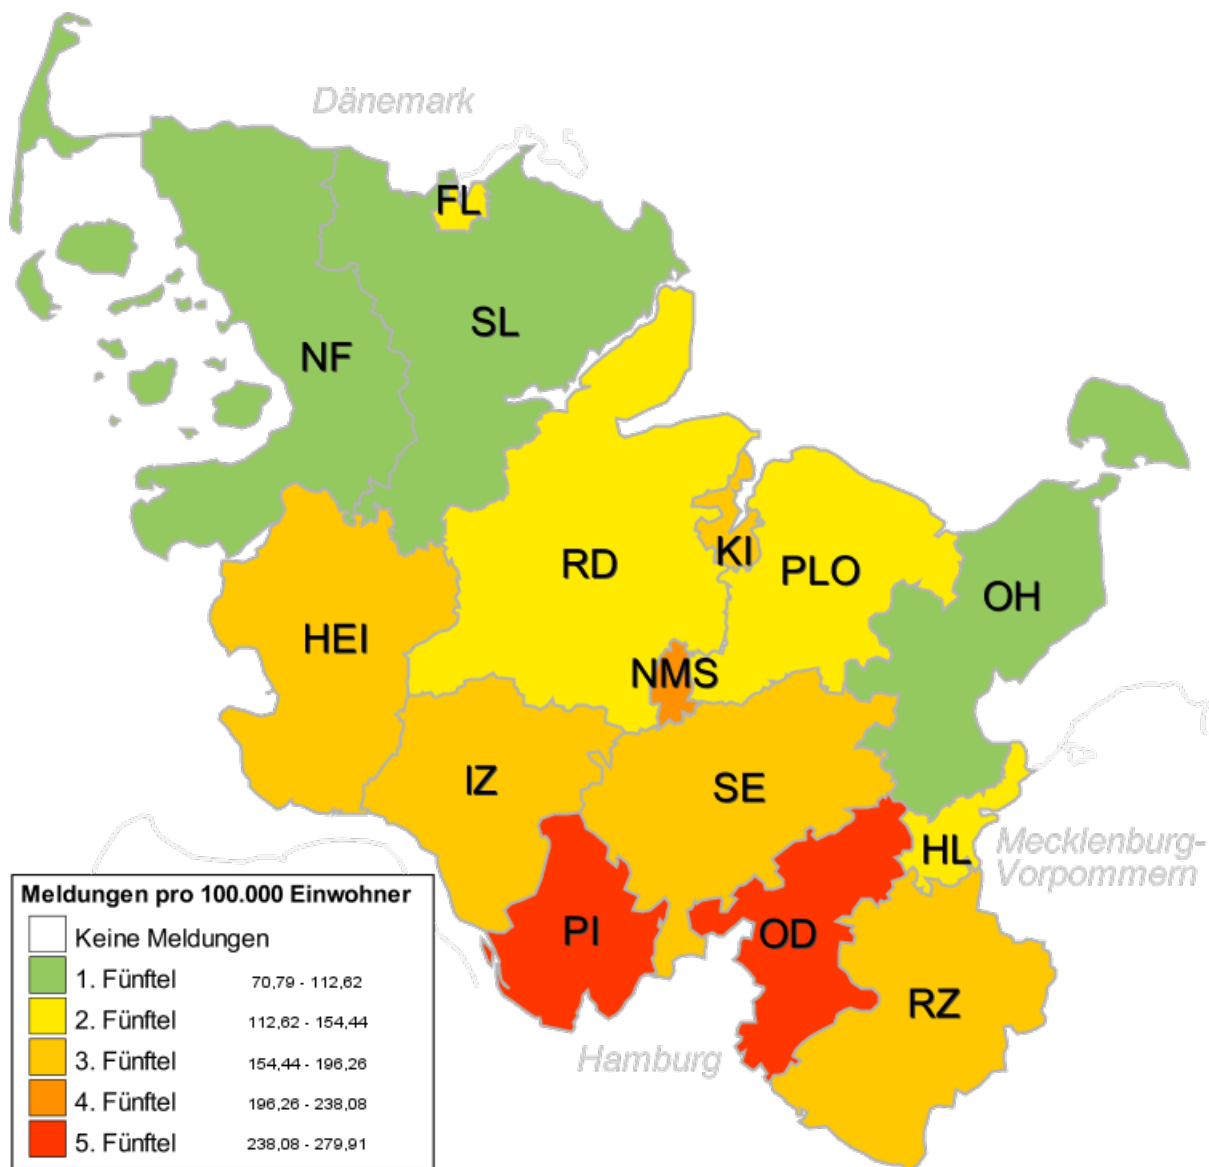 Dänemark
FL
SL
NF
RD
KI
PLO
OH
HEI
NMS
IZ
SE
HL
Mecklenburg-
Vorpommern
PI
OD
RZ
Hamburg
Meldungen pro 100.000 Einwohner
Keine Meldungen
1. Fünftel 70,79 - 112,62
2. Fünftel 112,62 - 154,44
3. Fünftel 154,44 - 196,26
4. Fünftel 196,26 - 238,08
5. Fünftel 238,08 - 279,91